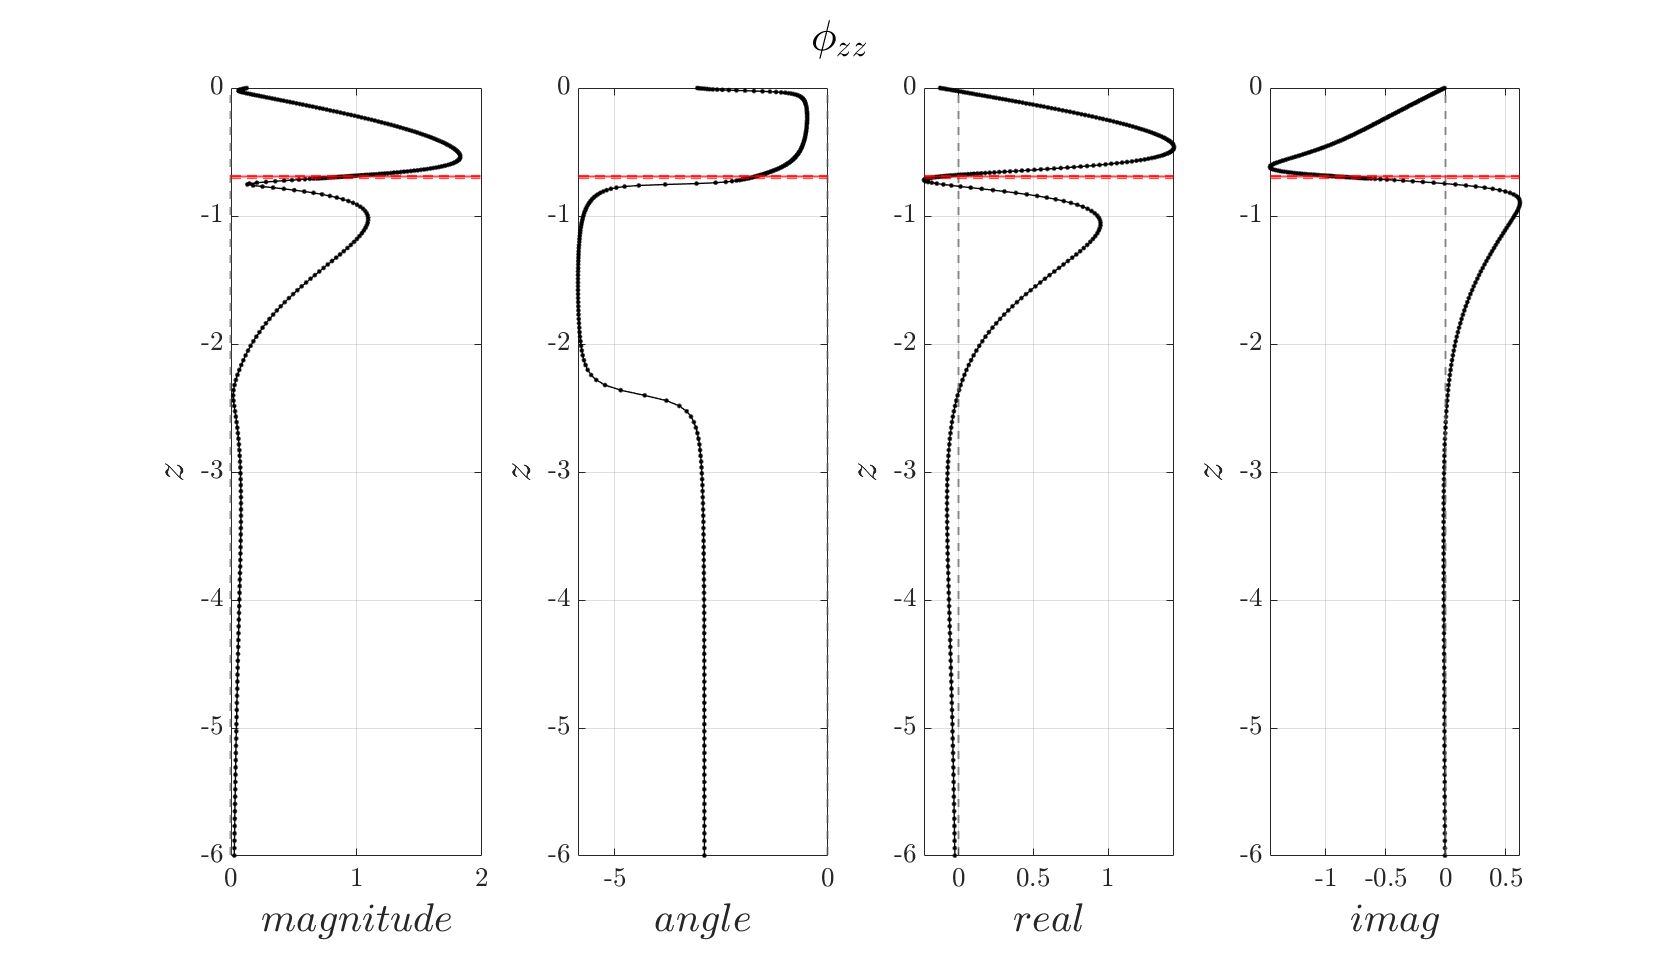 ϕzz
0 0 0 0
-1 -1 -1 -1
-2 -2 -2 -2
z -3 z -3 z -3 z -3
-4 -4 -4 -4
-5 -5 -5 -5
-6 -6 -6 -6
0 1 2 -5 0 0 0.5 1 -1 -0.5 0 0.5
magnitude angle real imag